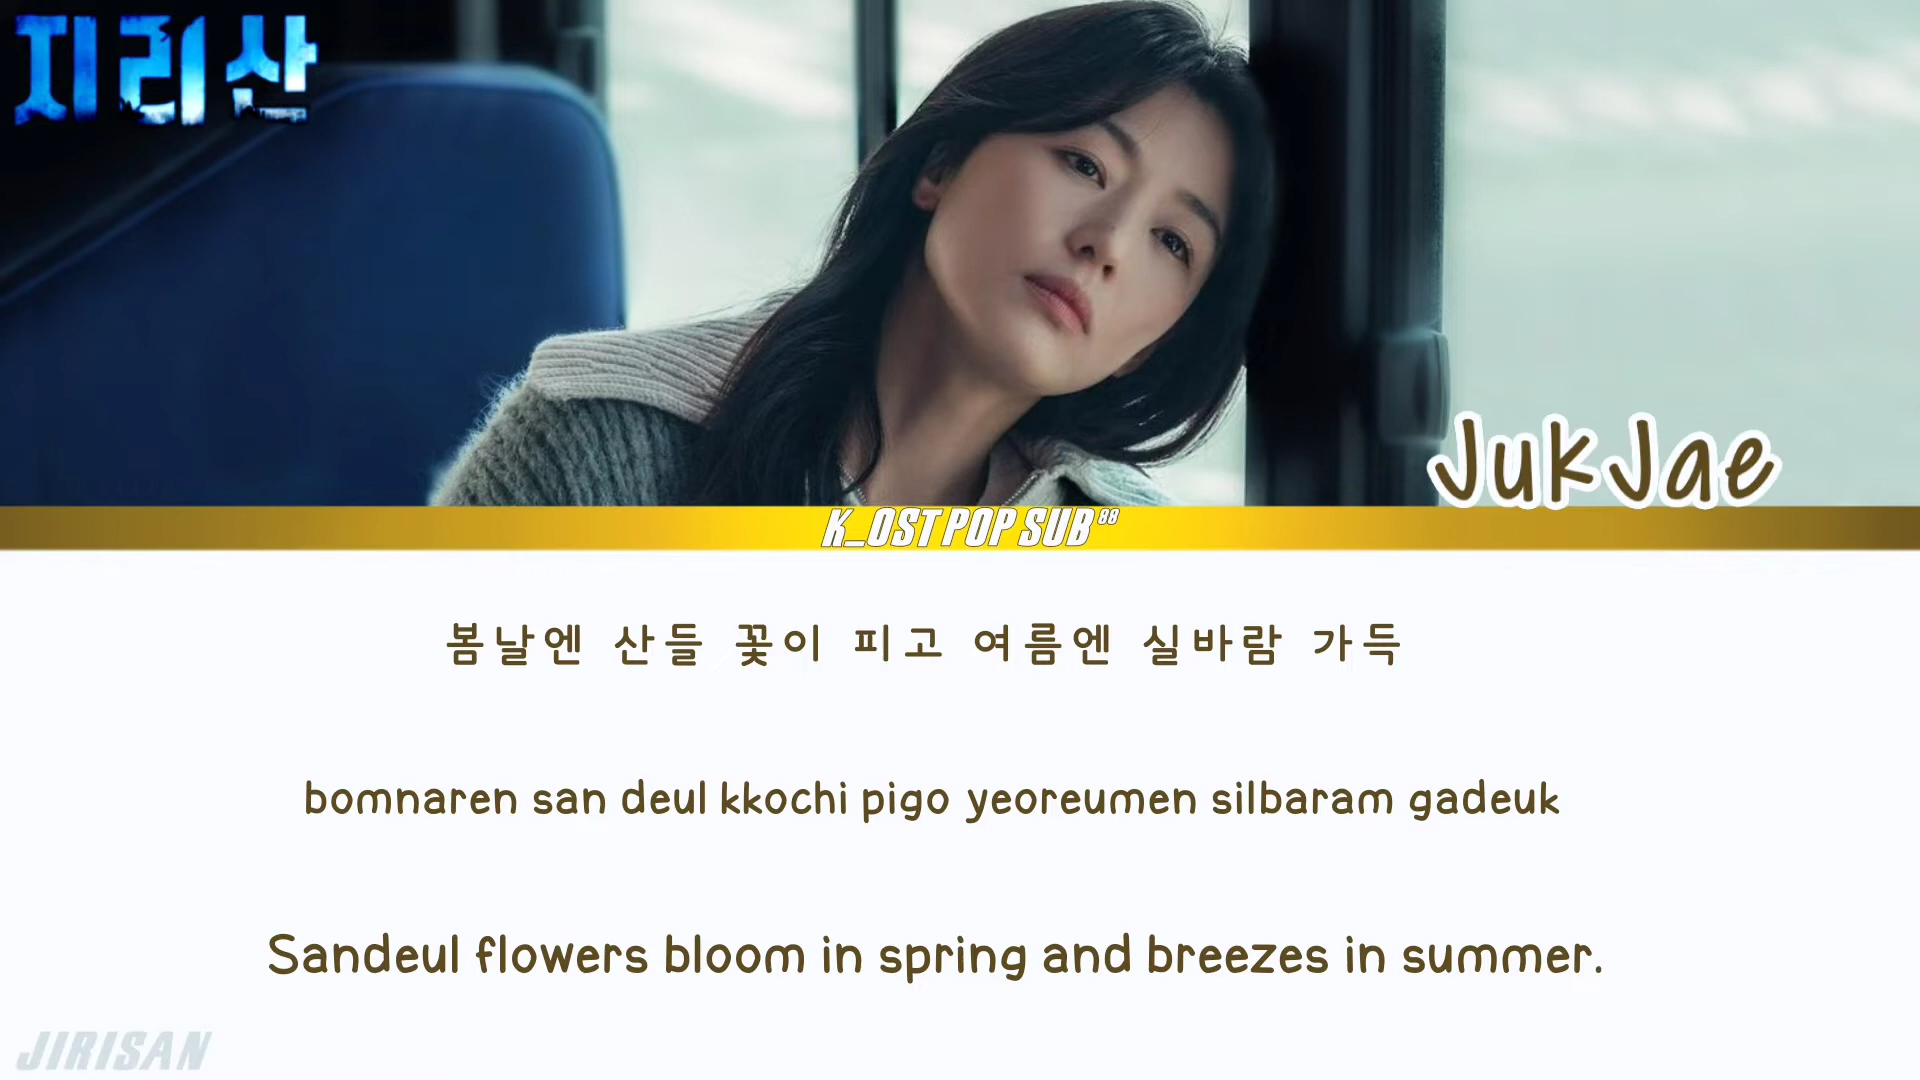 지리산
JukJae
K_OST POP SUB 88
봄날엔 산들 꽃이 피고 여름엔 실바람 가득
bomnaren san deul kkochi pigo yeoreumen silbaram gadeuk
Sandeul flowers bloom in spring and breezes in summer.
JIRISAN